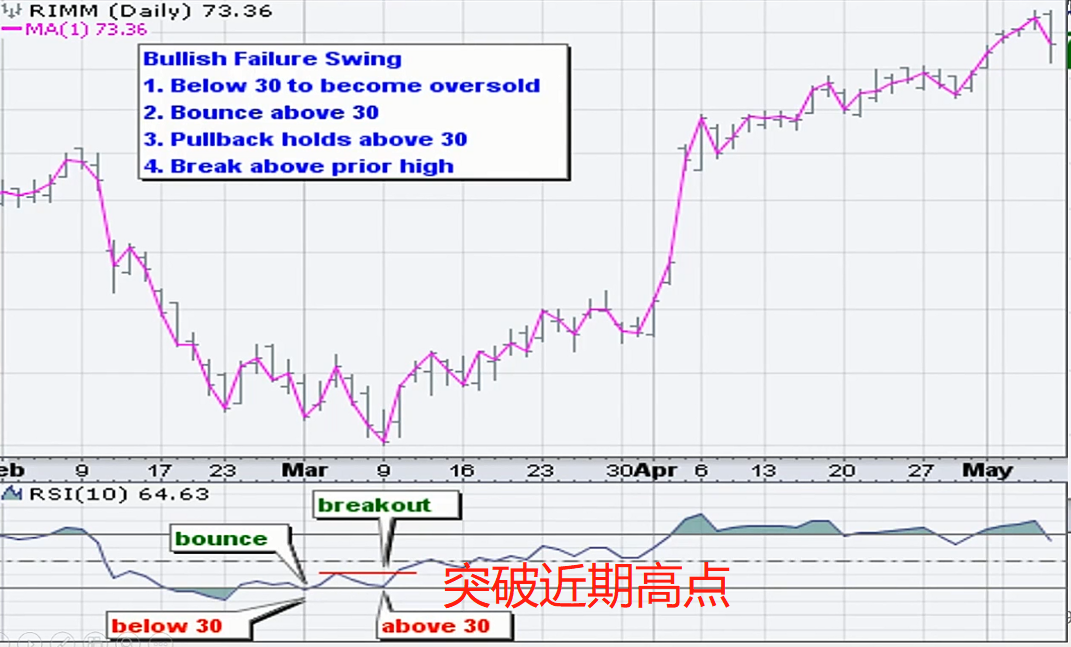 RIMM (Daily) 73.36
MA(1) 73.36
Bullish Failure Swing
1. Below 30 to become oversold
2. Bounce above 30
3. Pullback holds above 30
4. Break above prior high
eb 9 17 23 Mar 9 16 23 30 Apr 6 13 20 27 May
RSI(10) 64.63
breakout
bounce
突破近期高点
below 30
above 30